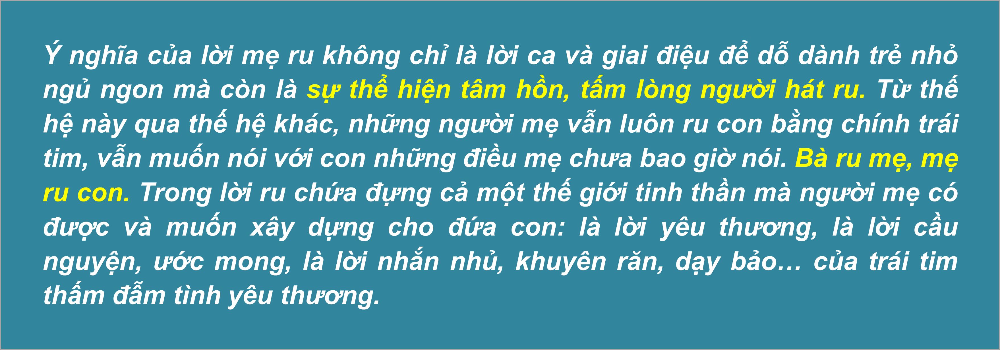 Ý nghĩa của lời mẹ ru không chỉ là lời ca và giai điệu để dỗ dành trẻ nhỏ
ngủ ngon mà còn là sự thể hiện tâm hồn, tấm lòng người hát ru. Từ thế
hệ này qua thế hệ khác, những người mẹ vẫn luôn ru con bằng chính trái
tim, vẫn muốn nói với con những điều mẹ chưa bao giờ nói. Bà ru mẹ, mẹ
ru con. Trong lời ru chứa đựng cả một thế giới tinh thần mà người mẹ có
được và muốn xây dựng cho đứa con: là lời yêu thương, là lời cầu
nguyện, ước mong, là lời nhắn nhủ, khuyên răn, dạy bảo… của trái tim
thấm đẫm tình yêu thương.